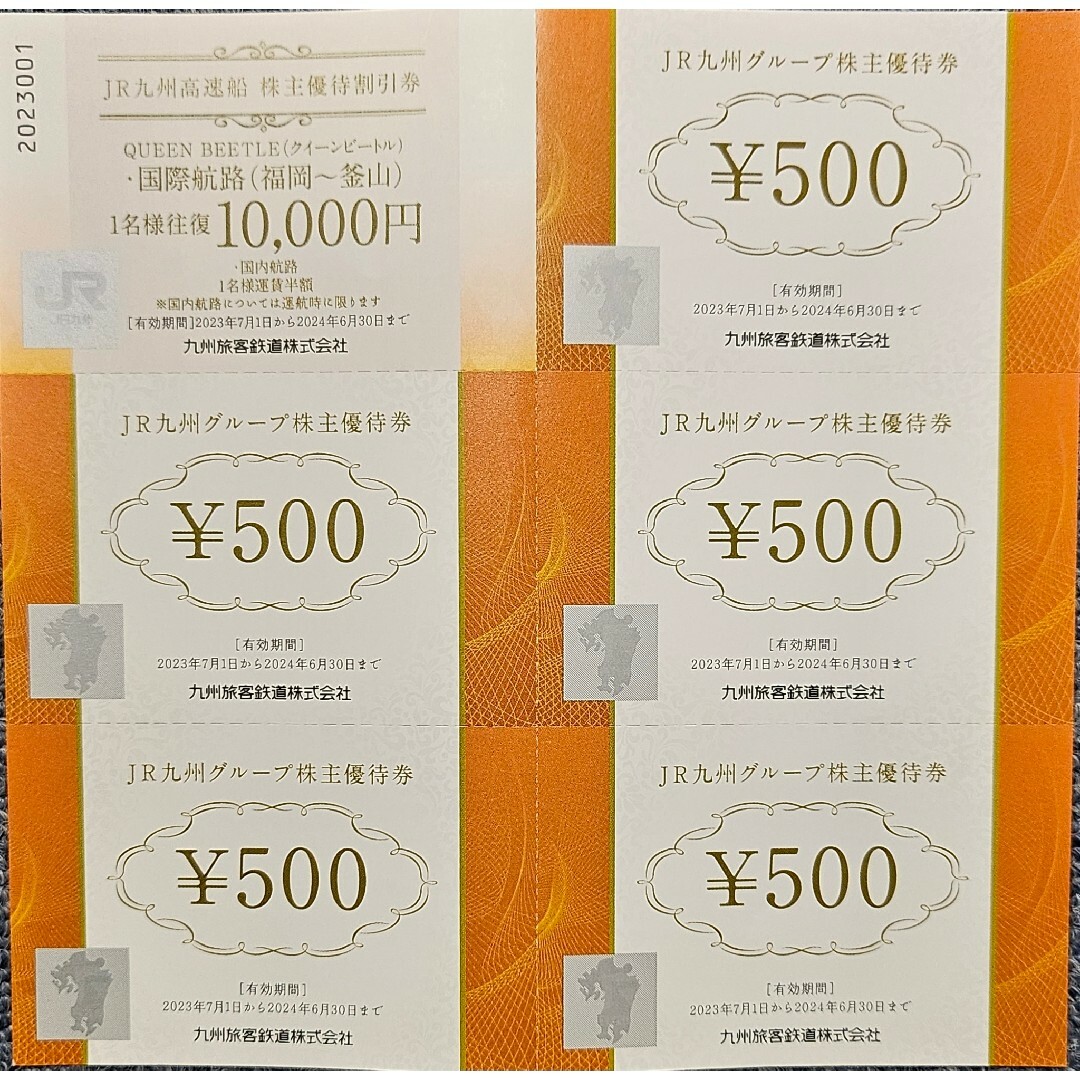 2023001
JR九州高速船 株主優待割引券
QUEEN BEETLE(クイーンビートル)
・国際航路(福岡～釜山)
1名様往復10,000円
・国内航路
1名様運賃半額
※国内航路については運航時に限ります
[有効期間]2023年7月1日から2024年6月30日まで
九州旅客鉄道株式会社
JR
JR九州
JR九州グループ株主優待券
¥500
[有効期間]
2023年7月1日から2024年6月30日まで
九州旅客鉄道株式会社
JR九州グループ株主優待券
¥500
[有効期間]
2023年7月1日から2024年6月30日まで
九州旅客鉄道株式会社
JR九州グループ株主優待券
¥500
[有効期間]
2023年7月1日から2024年6月30日まで
九州旅客鉄道株式会社
JR九州グループ株主優待券
¥500
[有効期間]
2023年7月1日から2024年6月30日まで
九州旅客鉄道株式会社
JR九州グループ株主優待券
¥500
[有効期間]
2023年7月1日から2024年6月30日まで
九州旅客鉄道株式会社